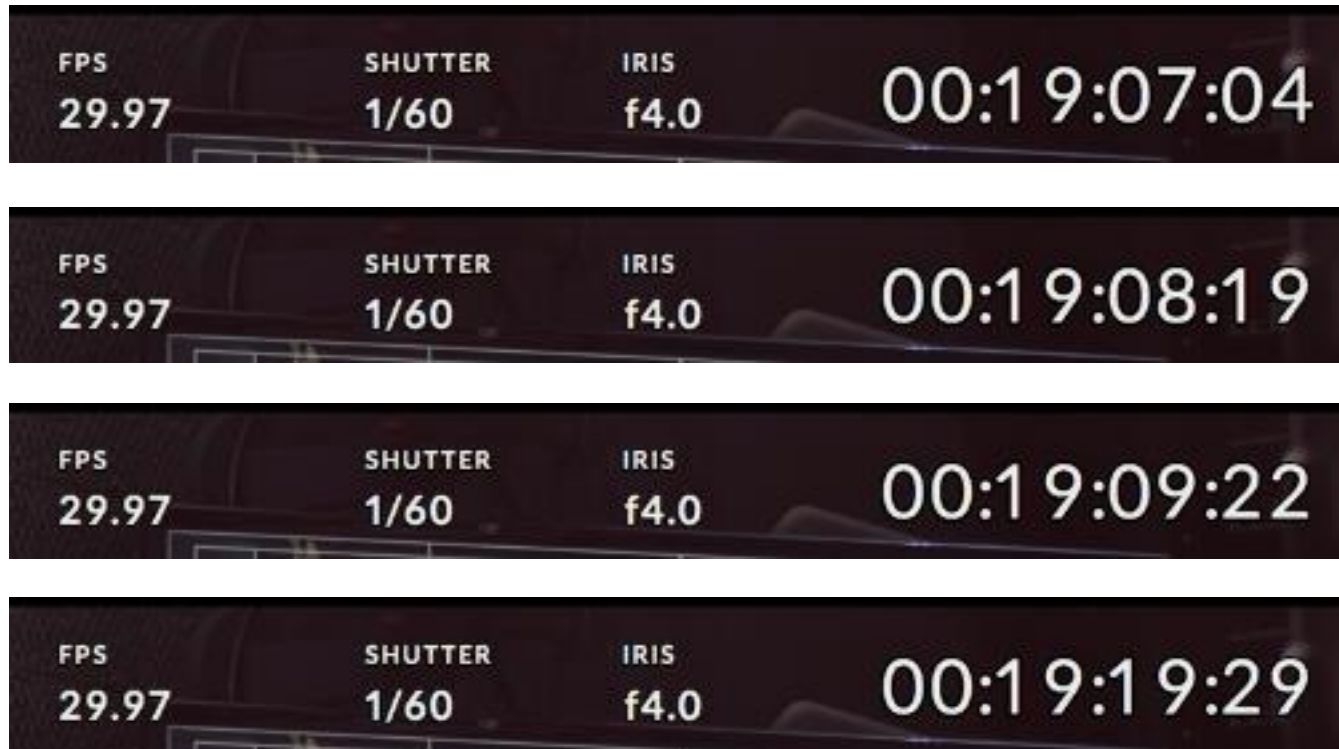 FPS SHUTTER IRIS
29.97 1/60 f4.0 00:19:07:04
FPS SHUTTER IRIS
29.97 1/60 f4.0 00:19:08:19
FPS SHUTTER IRIS
29.97 1/60 f4.0 00:19:09:22
FPS SHUTTER IRIS
29.97 1/60 f4.0 00:19:19:29